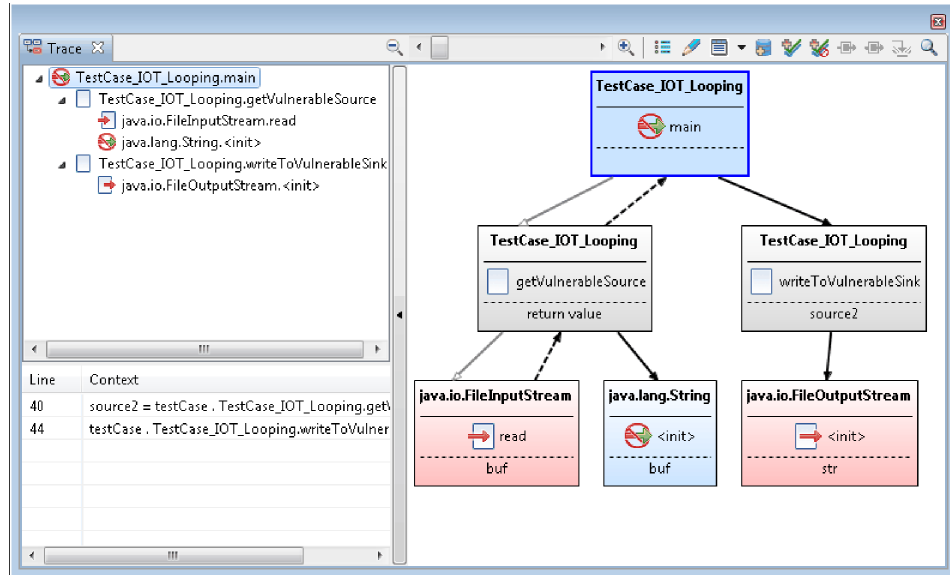 Trace
TestCase_IOT_Looping.main
TestCase_IOT_Looping.getVulnerableSource
java.io.FileInputStream.read
java.lang.String.<init>
TestCase_IOT_Looping.writeToVulnerableSink
java.io.FileOutputStream.<init>
Line Context
40 source2 = testCase . TestCase_IOT_Looping.get
44 testCase . TestCase_IOT_Looping.writeToVulner
TestCase_IOT_Looping
main
TestCase_IOT_Looping
getVulnerableSource
return value
TestCase_IOT_Looping
writeToVulnerableSink
source2
java.io.FileInputStream
read
buf
java.lang.String
<init>
buf
java.io.FileOutputStream
<init>
str